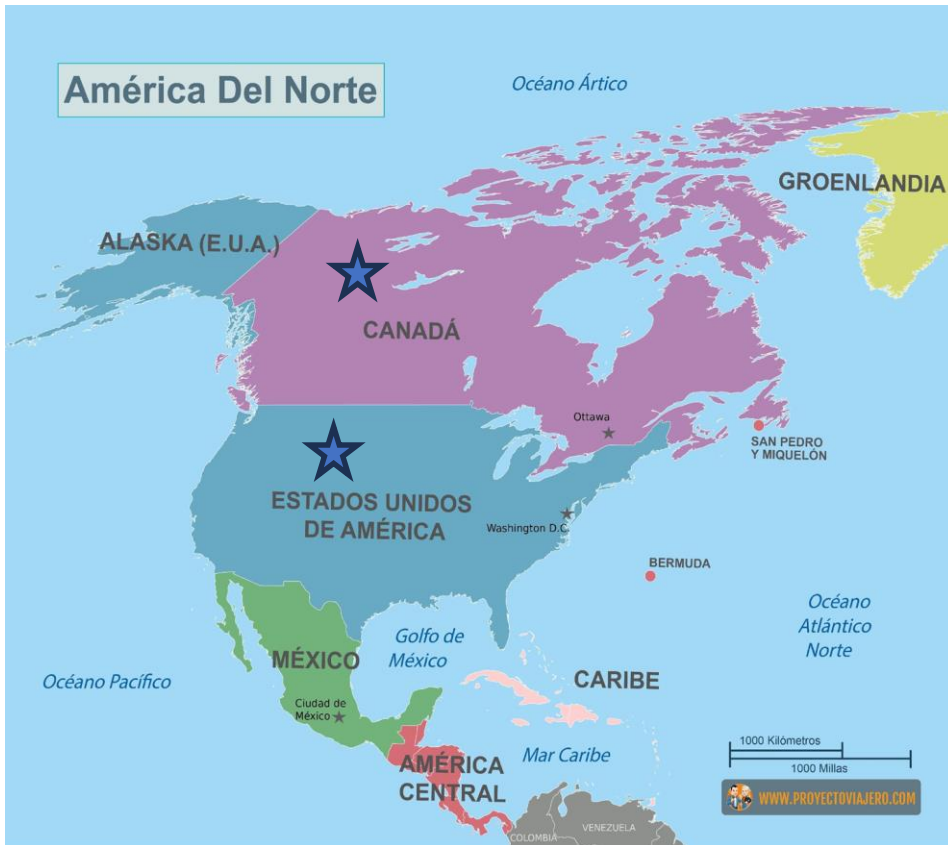 América Del Norte
Océano Ártico
GROENLANDIA
ALASKA (E.U.A.)
CANADÁ
Ottawa
SAN PEDRO
Y MIQUELÓN
ESTADOS UNIDOS
DE AMÉRICA
Washington D.C
BERMUDA
Océano
Atlántico
Norte
Golfo de
México
MÉXICO
CARIBE
Océano Pacífico
Ciudad de
México
Mar Caribe
AMÉRICA
CENTRAL
1000 Kilómetros
1000 Millas
WWW.PROYECTOVIAJERO.COM
VENEZUELA
COLOMBIA